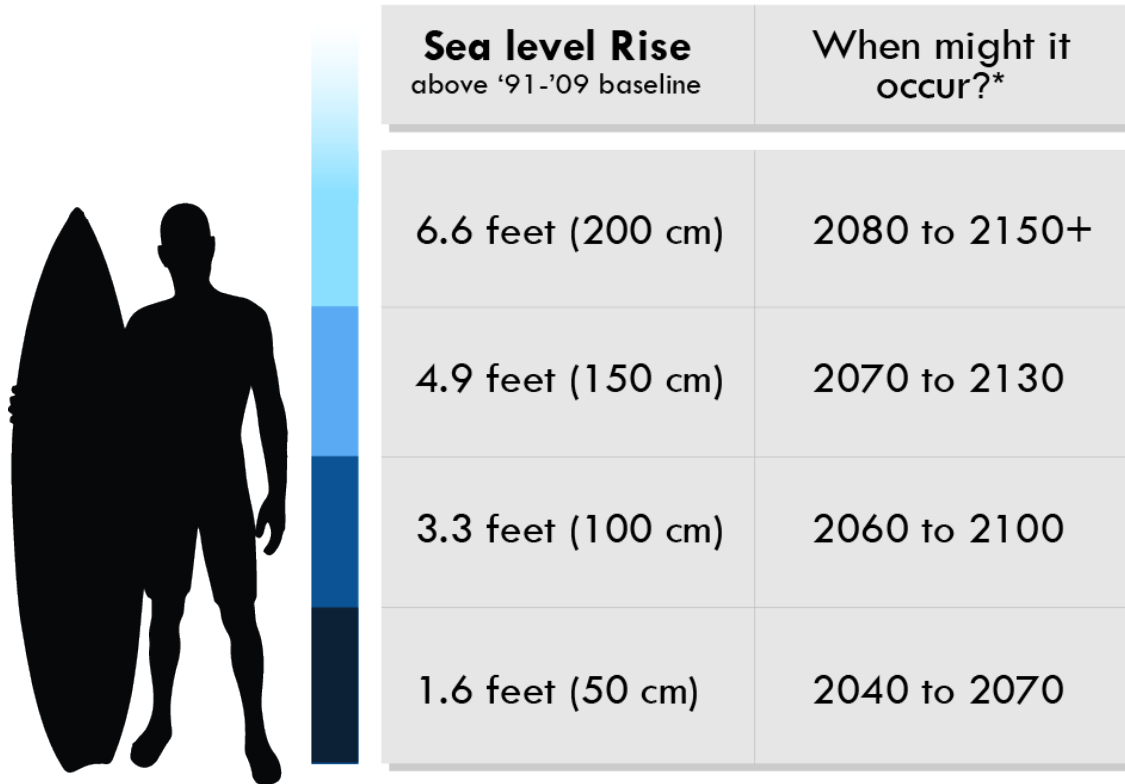 Sea level Rise
above ‘91-’09 baseline
When might it
occur?*
6.6 feet (200 cm)
2080 to 2150+
4.9 feet (150 cm)
2070 to 2130
3.3 feet (100 cm)
2060 to 2100
1.6 feet (50 cm)
2040 to 2070